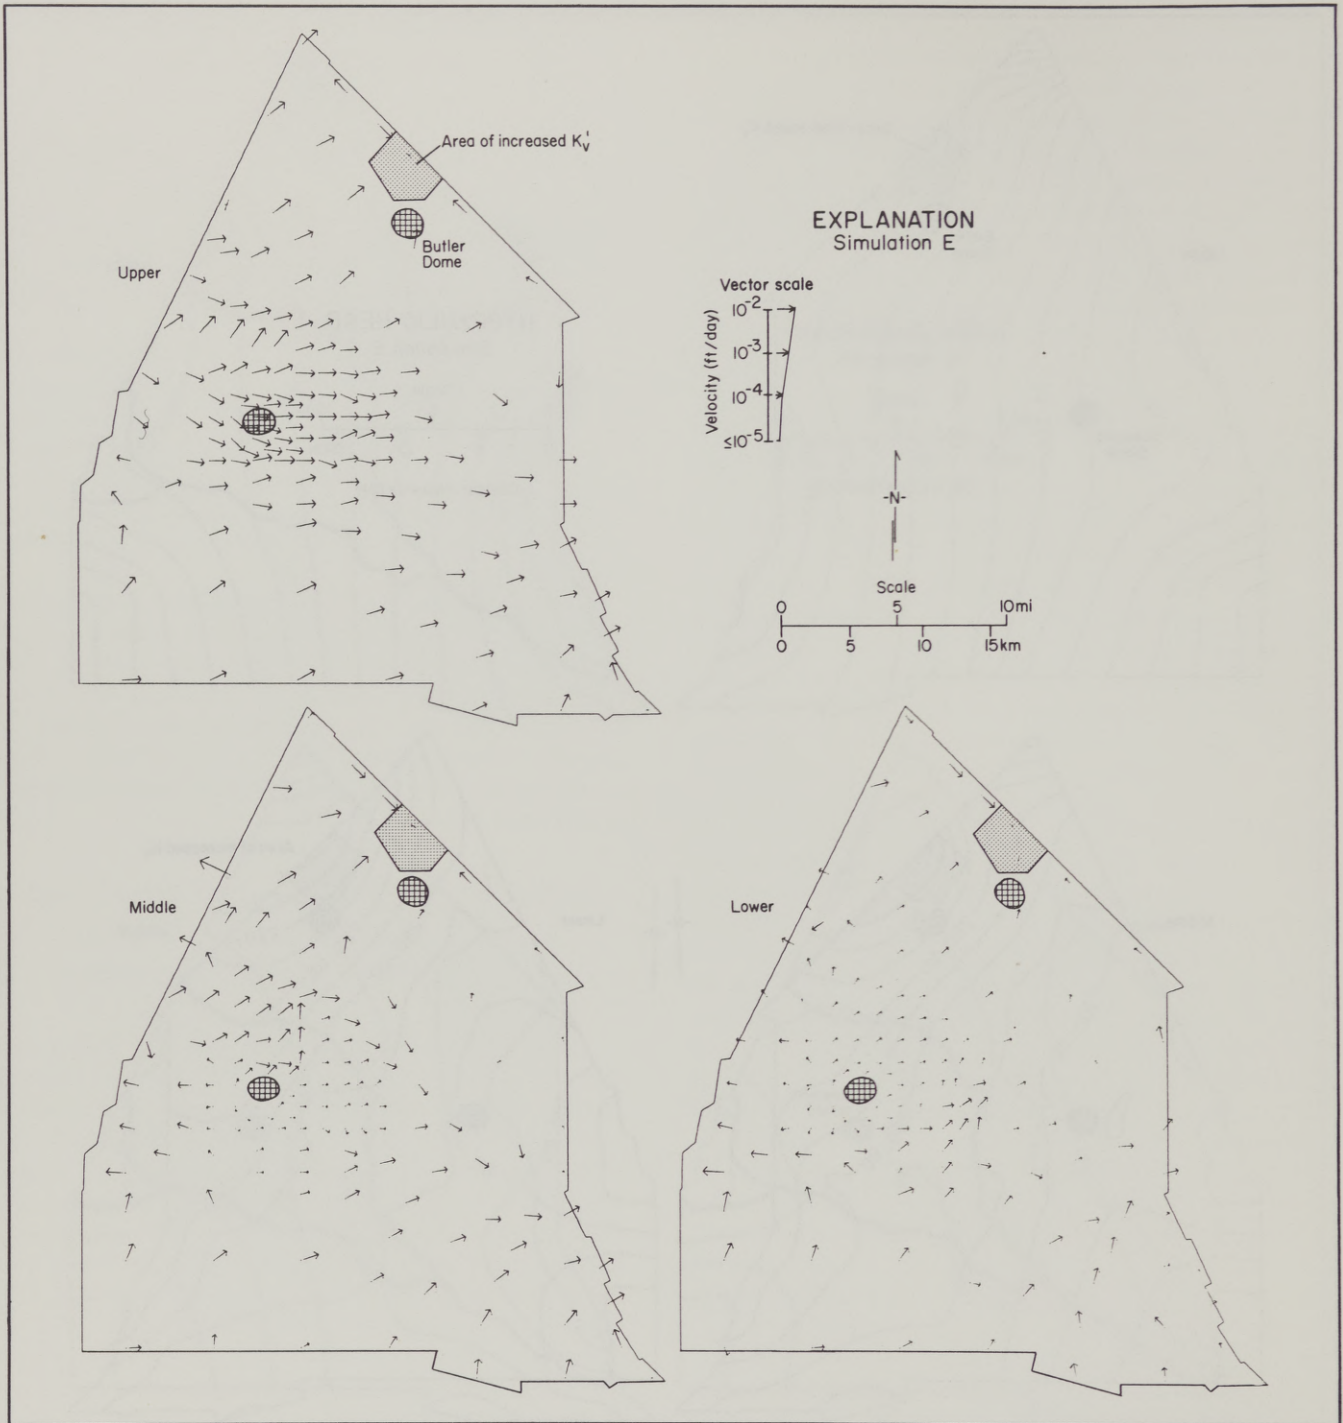 Area of increased K'v
Butler
Dome
Upper
EXPLANATION
Simulation E
Vector scale
Velocity (ft/day)
10-2
10-3
10-4
≤10-5
-N-
Scale
0 5 10mi
0 5 10 15km
Middle
Lower